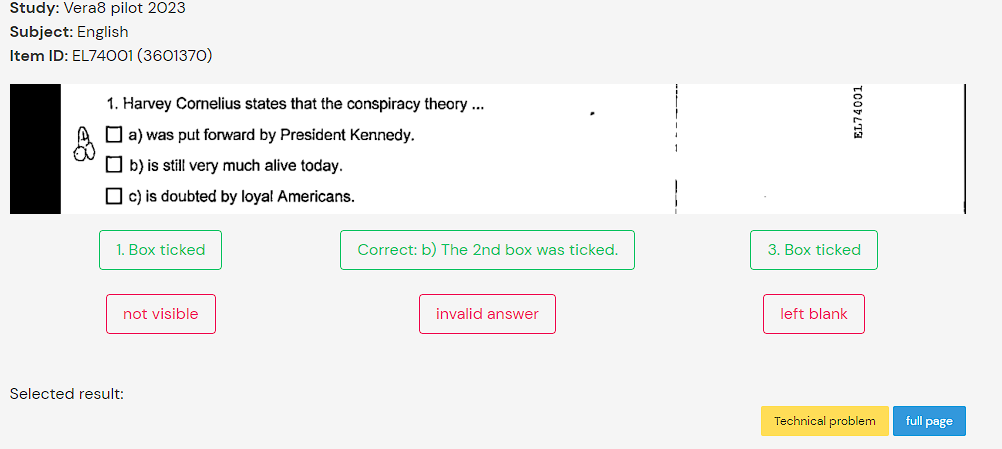 Study: Vera8 pilot 2023
Subject: English
Item ID: EL74001 (3601370)
1. Harvey Cornelius states that the conspiracy theory ...
a) was put forward by President Kennedy.
b) is still very much alive today.
c) is doubted by loyal Americans.
EL74001
1. Box ticked
Correct: b) The 2nd box was ticked.
3. Box ticked
not visible
invalid answer
left blank
Selected result:
Technical problem
full page